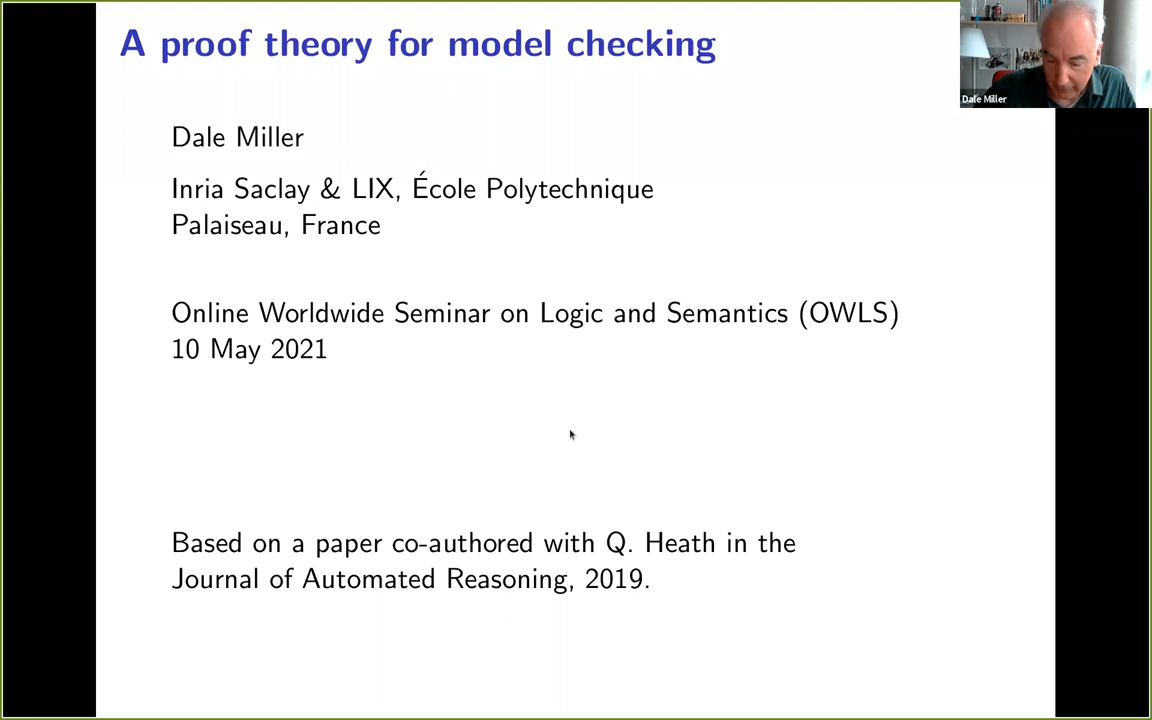 A proof theory for model checking
Dale Miller
Dale Miller
Inria Saclay & LIX, École Polytechnique
Palaiseau, France
Online Worldwide Seminar on Logic and Semantics (OWLS)
10 May 2021
Based on a paper co-authored with Q. Heath in the
Journal of Automated Reasoning, 2019.